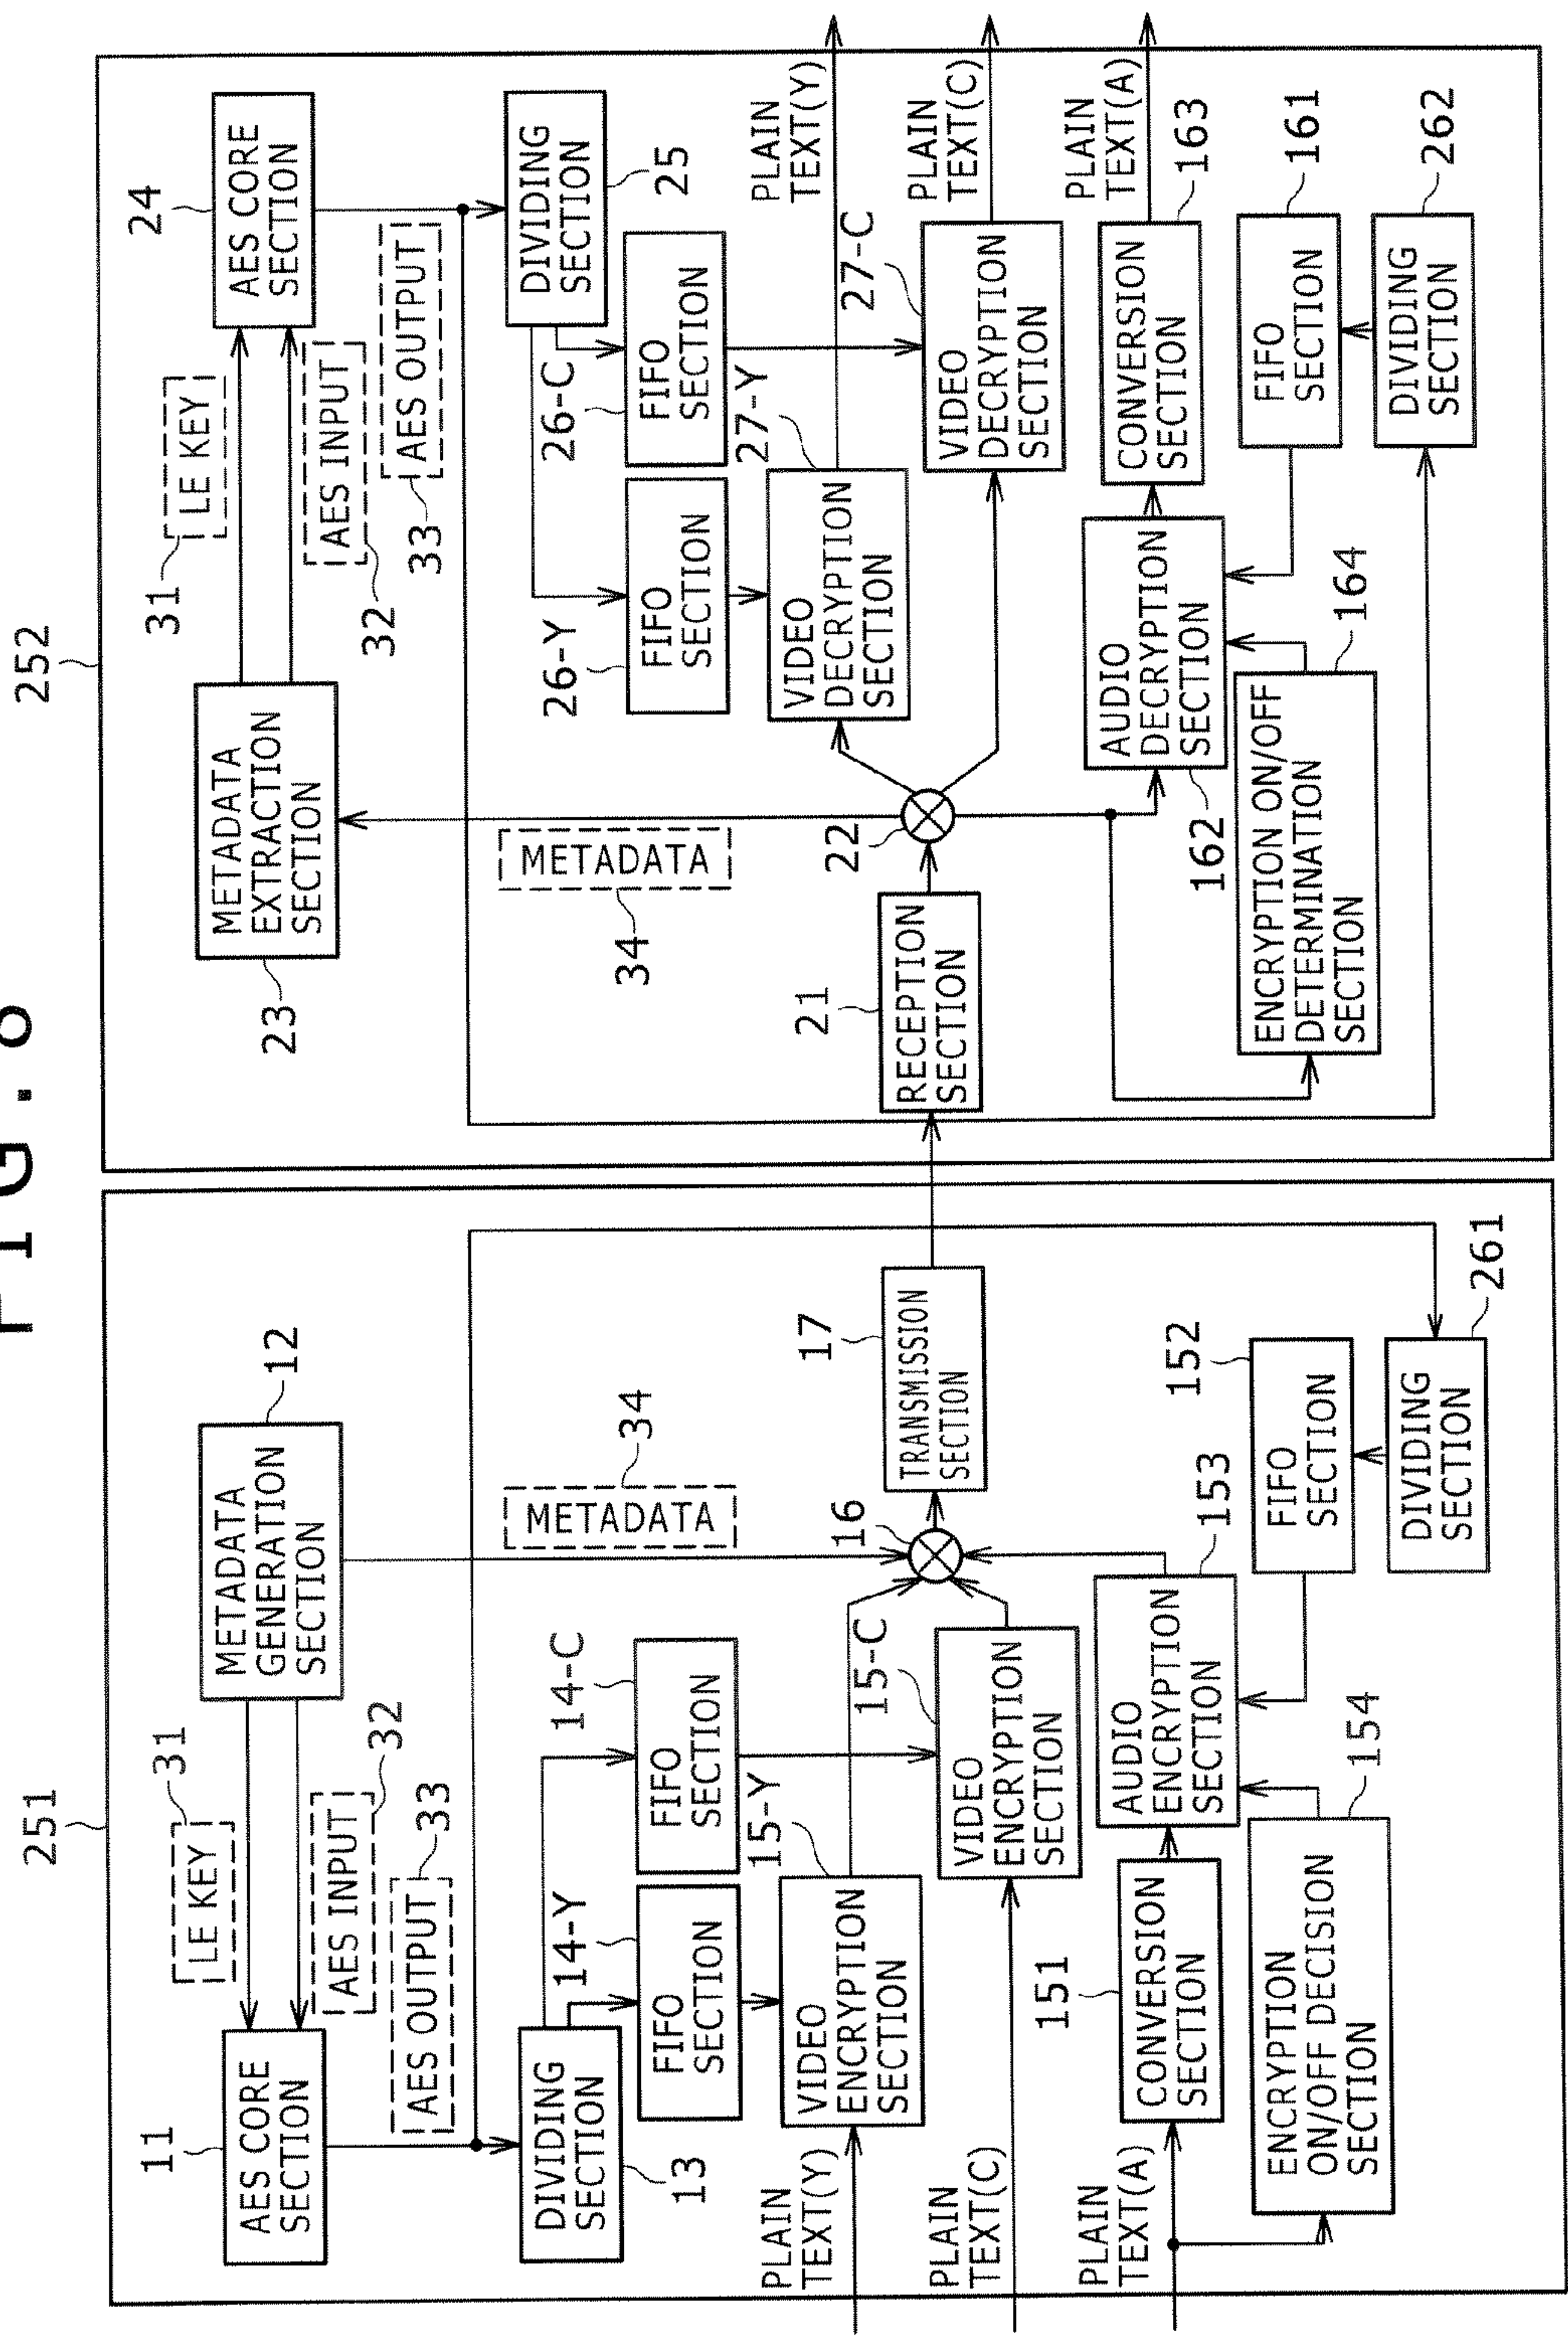 FIG. 8
251
11
AES CORE
SECTION
LE KEY
31
AES INPUT
32
AES OUTPUT
33
METADATA
GENERATION
SECTION
12
DIVIDING
SECTION
13
14-Y
FIFO
SECTION
14-C
FIFO
SECTION
METADATA
34
PLAIN
TEXT(Y)
VIDEO
ENCRYPTION
SECTION
15-Y
PLAIN
TEXT(C)
VIDEO
ENCRYPTION
SECTION
15-C
16
TRANSMISSION
SECTION
17
PLAIN
TEXT(A)
151
CONVERSION
SECTION
AUDIO
ENCRYPTION
SECTION
153
152
FIFO
SECTION
ENCRYPTION
ON/OFF DECISION
SECTION
154
DIVIDING
SECTION
261
252
23
METADATA
EXTRACTION
SECTION
31
LE KEY
32
AES INPUT
33
AES OUTPUT
24
AES CORE
SECTION
34
METADATA
DIVIDING
SECTION
25
26-Y
FIFO
SECTION
26-C
FIFO
SECTION
21
RECEPTION
SECTION
22
27-Y
VIDEO
DECRYPTION
SECTION
PLAIN
TEXT(Y)
27-C
VIDEO
DECRYPTION
SECTION
PLAIN
TEXT(C)
162
AUDIO
DECRYPTION
SECTION
CONVERSION
SECTION
163
PLAIN
TEXT(A)
ENCRYPTION ON/OFF
DETERMINATION
SECTION
164
FIFO
SECTION
161
DIVIDING
SECTION
262